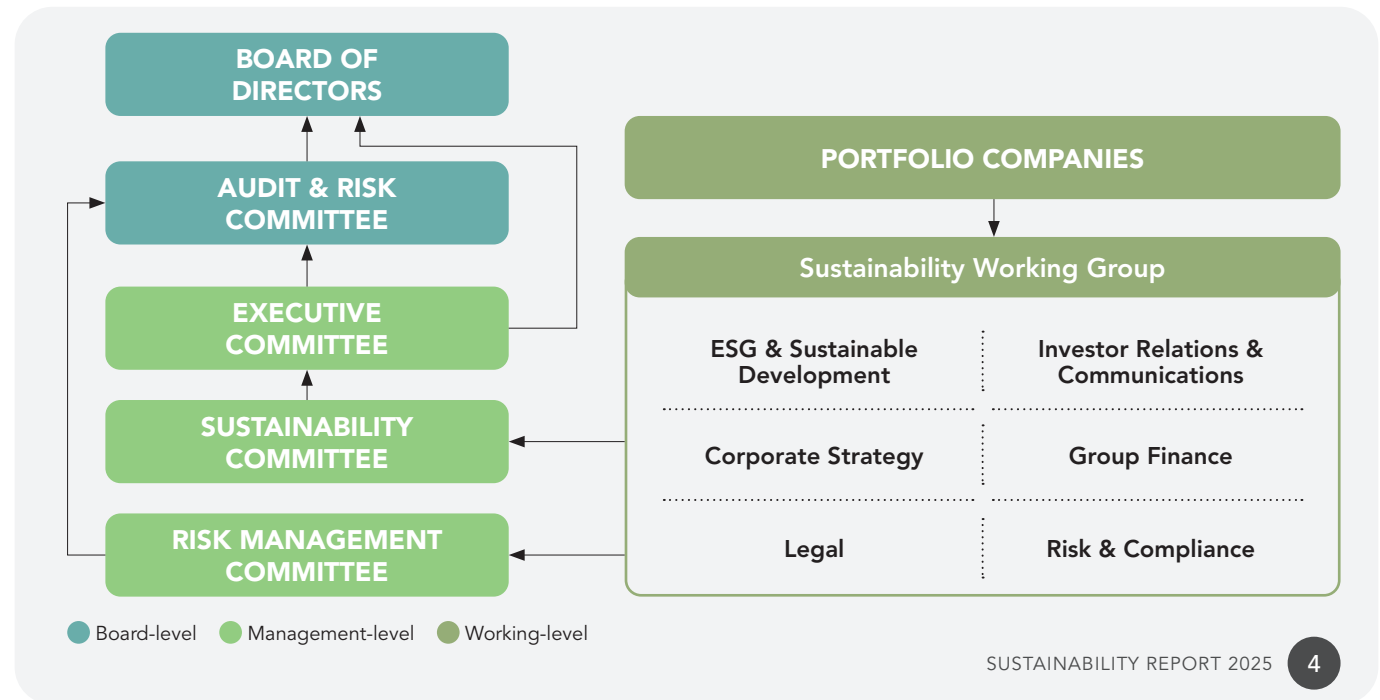 BOARD OF
DIRECTORS
AUDIT & RISK
COMMITTEE
EXECUTIVE
COMMITTEE
SUSTAINABILITY
COMMITTEE
RISK MANAGEMENT
COMMITTEE
PORTFOLIO COMPANIES
Sustainability Working Group
ESG & Sustainable
Development
Investor Relations &
Communications
Corporate Strategy
Group Finance
Legal
Risk & Compliance
Board-level
Management-level
Working-level
SUSTAINABILITY REPORT 2025
4